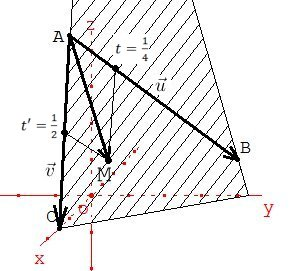 z
A
t = 1/4
u⃗
t' = 1/2
B
v⃗
M
C
O
y
x